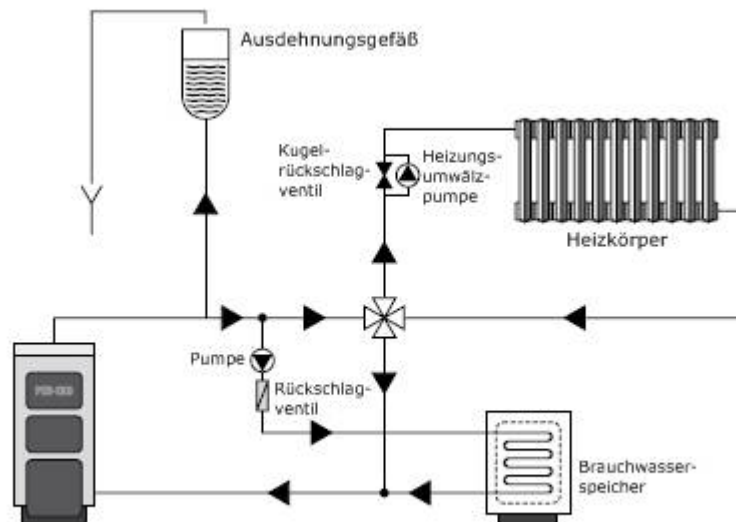 Ausdehnungsgefäß
Kugel-
rückschlag-
ventil
Heizungs-
umwälz-
pumpe
Heizkörper
Pumpe
Rückschlag-
ventil
Brauchwasser-
speicher